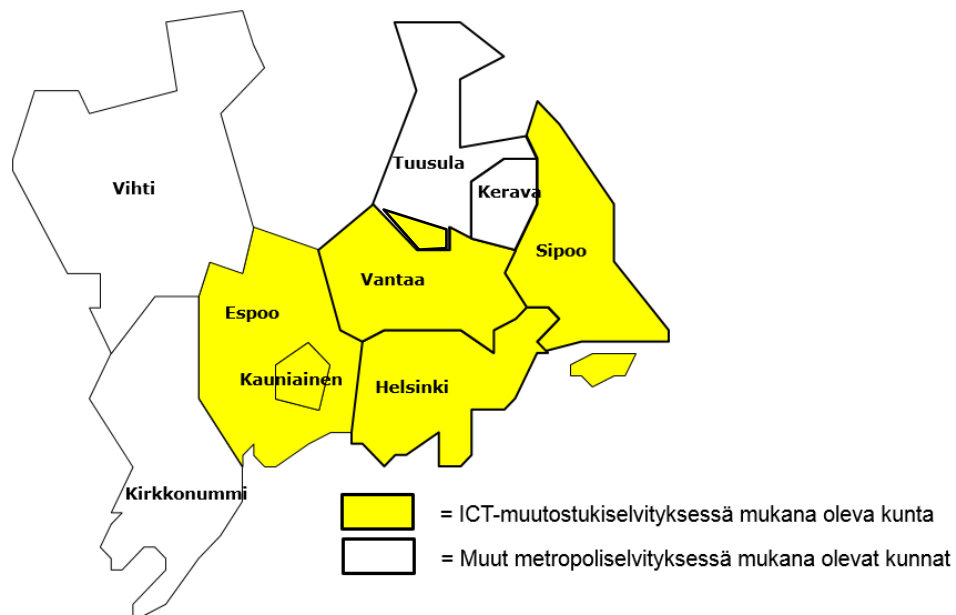 Tuusula
Vihti
Kerava
Sipoo
Vantaa
Espoo
Kauniainen
Helsinki
Kirkkonummi
= ICT-muutostukiselvityksessä mukana oleva kunta
= Muut metropoliselvityksessä mukana olevat kunnat